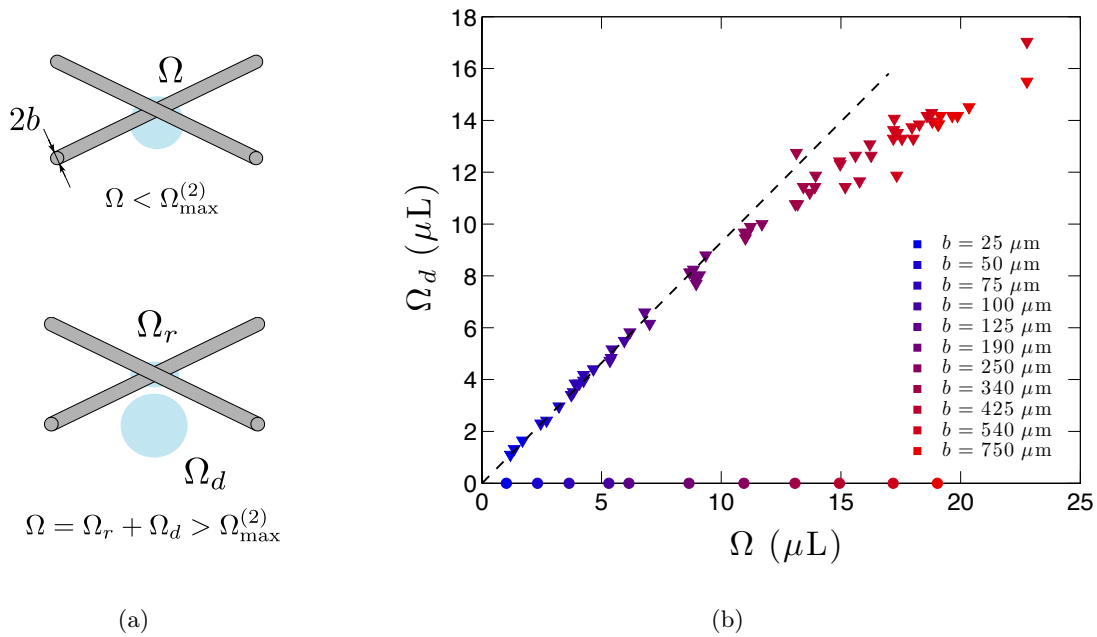 Ω
2b
Ω < Ω_max^(2)
Ω_r
Ω_d
Ω = Ω_r + Ω_d > Ω_max^(2)
(a)
18
16
14
12
10
8
6
4
2
0
Ω_d (μL)
b = 25 μm
b = 50 μm
b = 75 μm
b = 100 μm
b = 125 μm
b = 190 μm
b = 250 μm
b = 340 μm
b = 425 μm
b = 540 μm
b = 750 μm
0 5 10 15 20 25
Ω (μL)
(b)